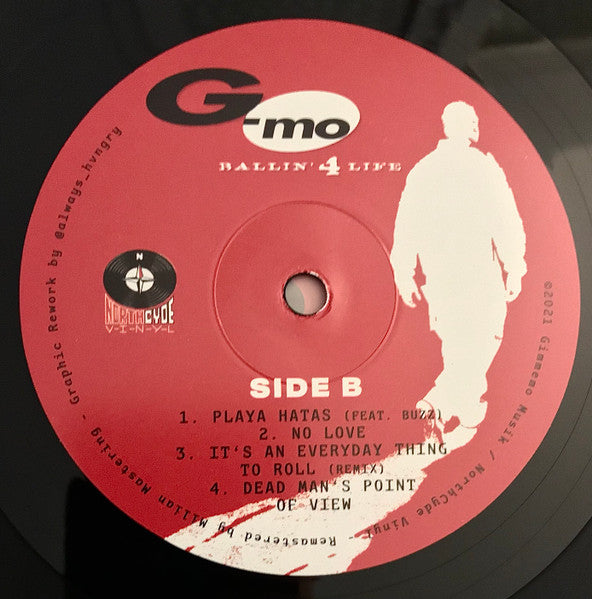 G-mo
BALLIN' 4 LIFE
N
NORTHCYDE
V-I-N-Y-L
SIDE B
1. PLAYA HATAS (FEAT. BUZZ)
2. NO LOVE
3. IT'S AN EVERYDAY THING
TO ROLL (REMIX)
4. DEAD MAN'S POINT
OF VIEW
©2021 Gimmemo Musik / NorthCyde Vinyl - Remastered by Milian Mastering - Graphic Rework by @always_hvngry